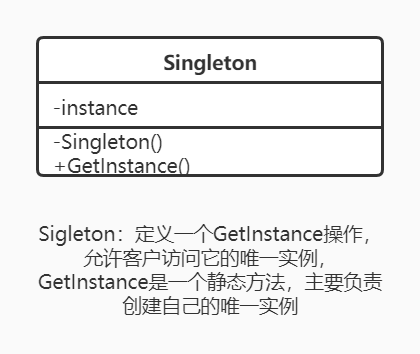 Singleton
-instance
-Singleton()
+GetInstance()
Sigleton：定义一个GetInstance操作，
允许客户访问它的唯一实例，
GetInstance是一个静态方法，主要负责
创建自己的唯一实例